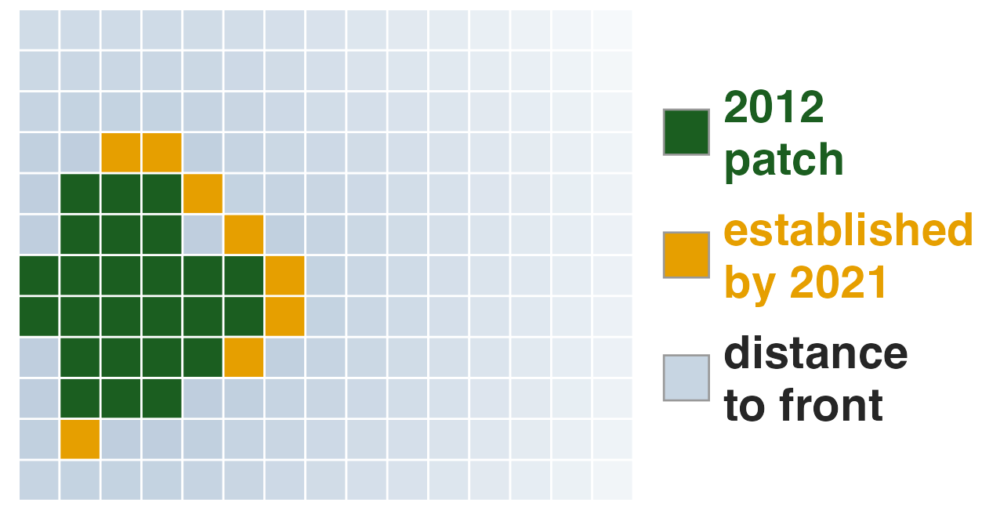 2012
patch
established
by 2021
distance
to front